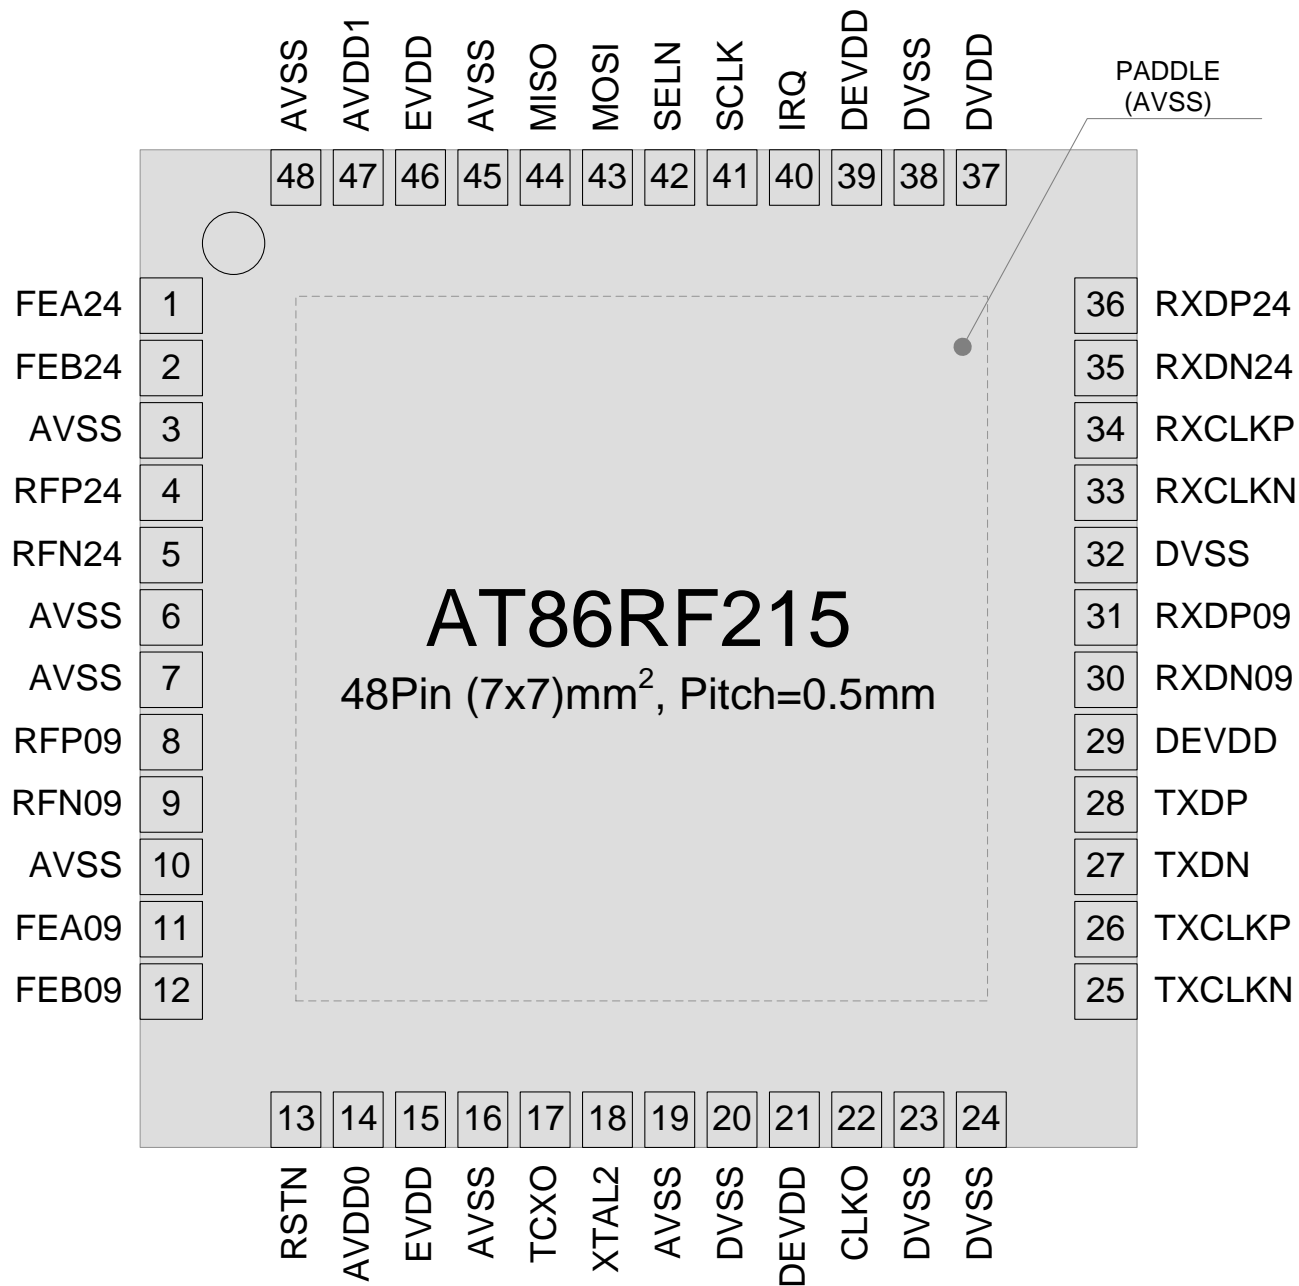 AVSS
AVDD1
EVDD
AVSS
MISO
MOSI
SELN
SCLK
IRQ
DEVDD
DVSS
DVDD
PADDLE
(AVSS)
48 47 46 45 44 43 42 41 40 39 38 37
FEA24 1
FEB24 2
AVSS 3
RFP24 4
RFN24 5
AVSS 6
AVSS 7
RFP09 8
RFN09 9
AVSS 10
FEA09 11
FEB09 12
AT86RF215
48Pin (7x7)mm², Pitch=0.5mm
36 RXDP24
35 RXDN24
34 RXCLKP
33 RXCLKN
32 DVSS
31 RXDP09
30 RXDN09
29 DEVDD
28 TXDP
27 TXDN
26 TXCLKP
25 TXCLKN
13 14 15 16 17 18 19 20 21 22 23 24
RSTN
AVDD0
EVDD
AVSS
TCXO
XTAL2
AVSS
DVSS
DEVDD
CLKO
DVSS
DVSS